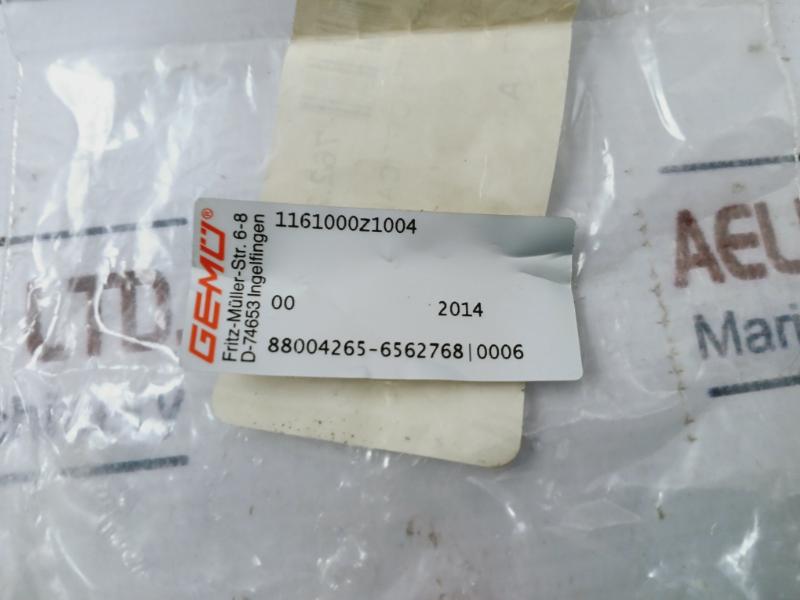 GEMÜ®
Fritz-Müller-Str. 6-8
D-74653 Ingelfingen
1161000Z1004
00
2014
88004265-6562768|0006
LTD.
AEL
Mari